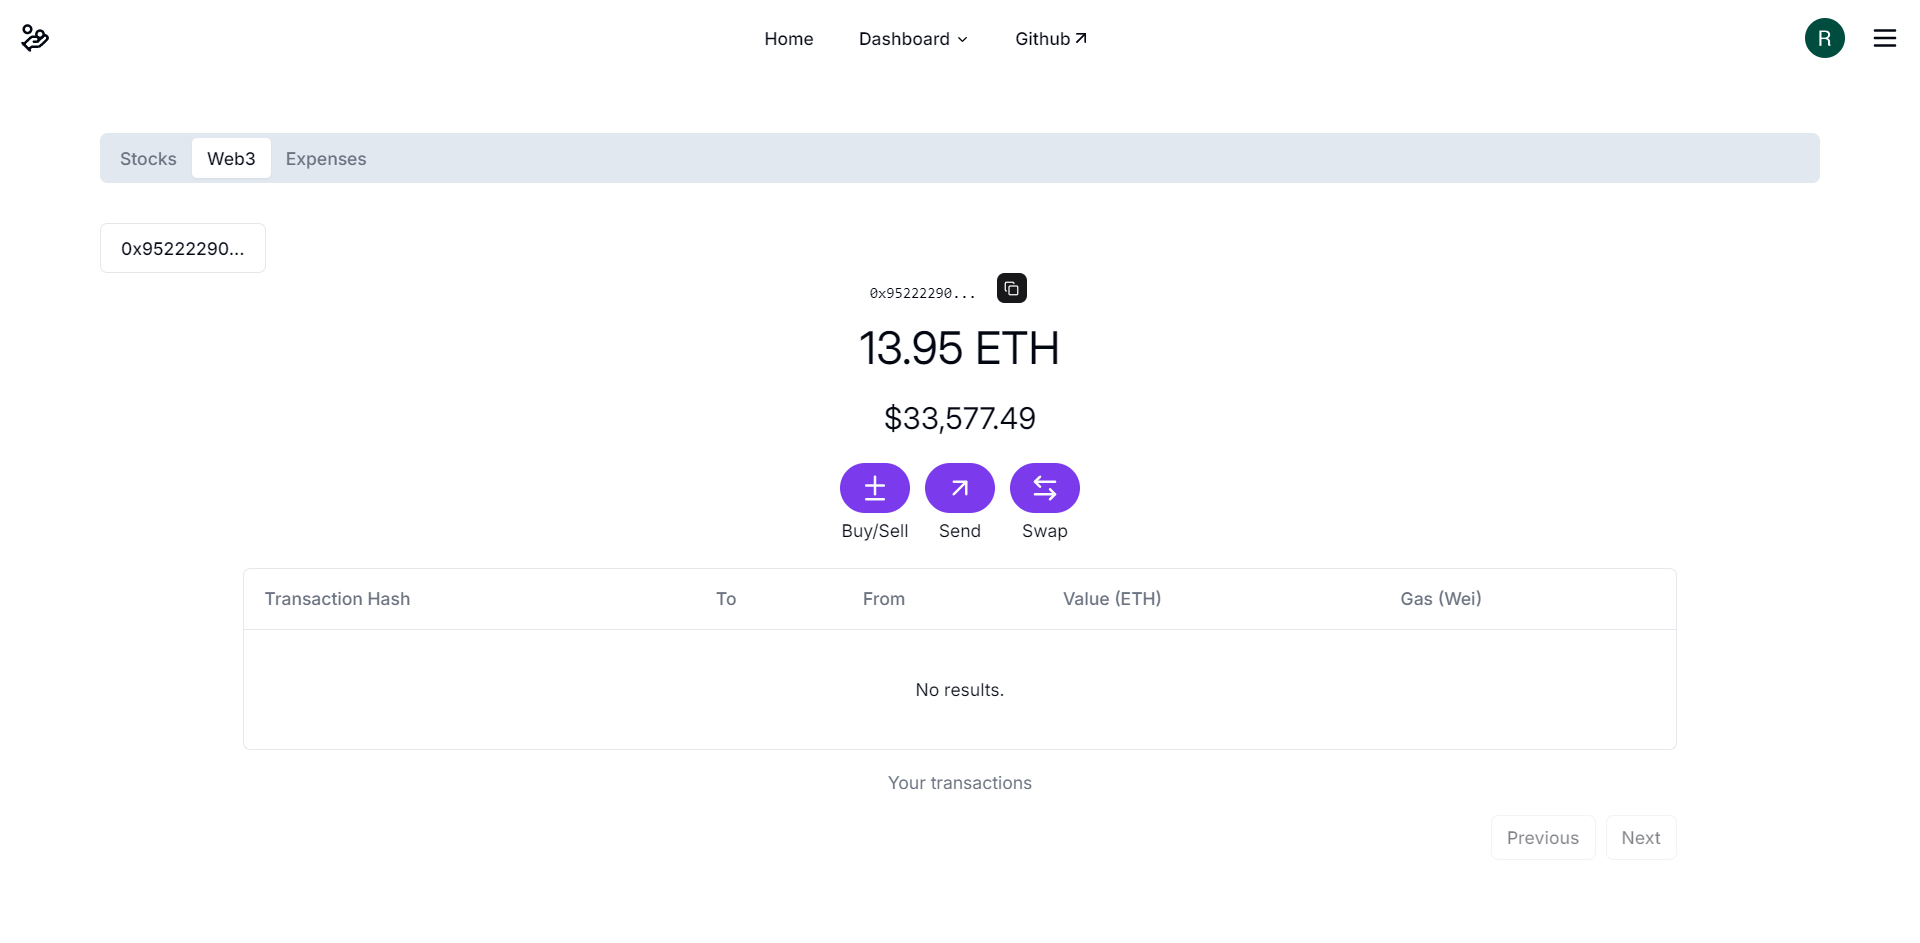 Home Dashboard Github R
Stocks Web3 Expenses
0x95222290...
0x95222290...
13.95 ETH
$33,577.49
Buy/Sell Send Swap
Transaction Hash To From Value (ETH) Gas (Wei)
No results.
Your transactions
Previous Next